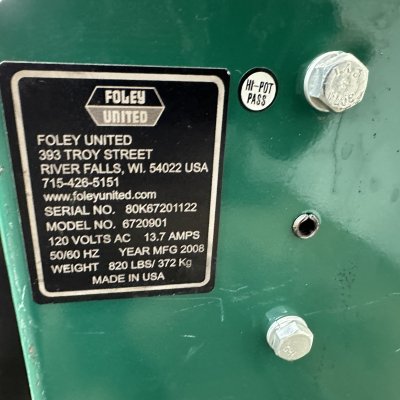 FOLEY
UNITED
FOLEY UNITED
393 TROY STREET
RIVER FALLS, WI. 54022 USA
715-426-5151
www.foleyunited.com
SERIAL NO. 80K67201122
MODEL NO. 6720901
120 VOLTS AC 13.7 AMPS
50/60 HZ YEAR MFG 2008
WEIGHT 820 LBS/ 372 Kg
MADE IN USA
HI-POT
PASS